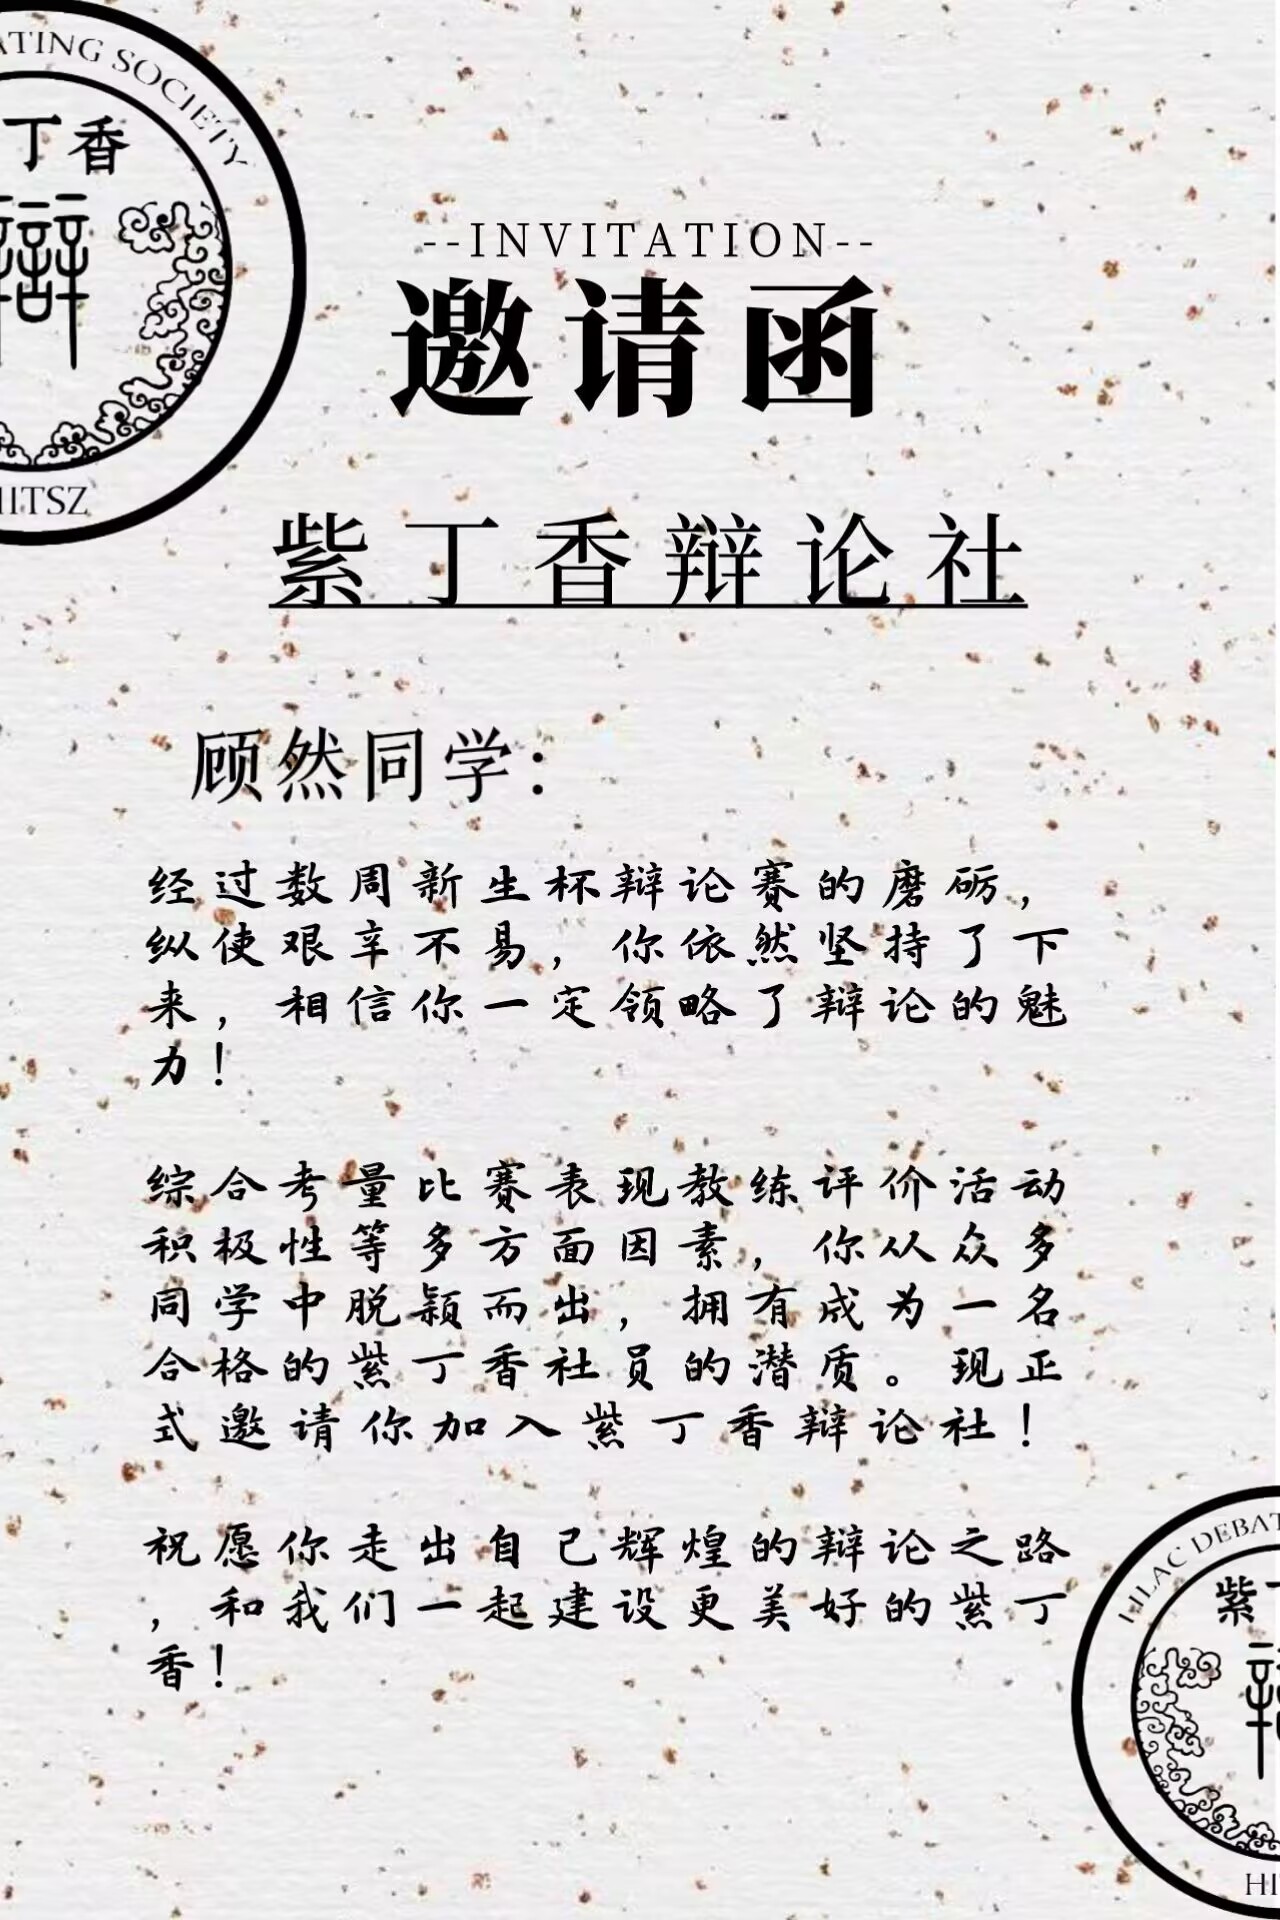 ATING SOCIETY
丁香
辩
HITSZ
--INVITATION--
邀请函
紫丁香辩论社
顾然同学：
经过数周新生杯辩论赛的磨砺，
纵使艰辛不易，你依然坚持了下
来，相信你一定领略了辩论的魅
力！
综合考量比赛表现教练评价活动
积极性等多方面因素，你从众多
同学中脱颖而出，拥有成为一名
合格的紫丁香社员的潜质。现正
式邀请你加入紫丁香辩论社！
祝愿你走出自己辉煌的辩论之路
，和我们一起建设更美好的紫丁
香！
LILAC DEBAT
紫丁
HI